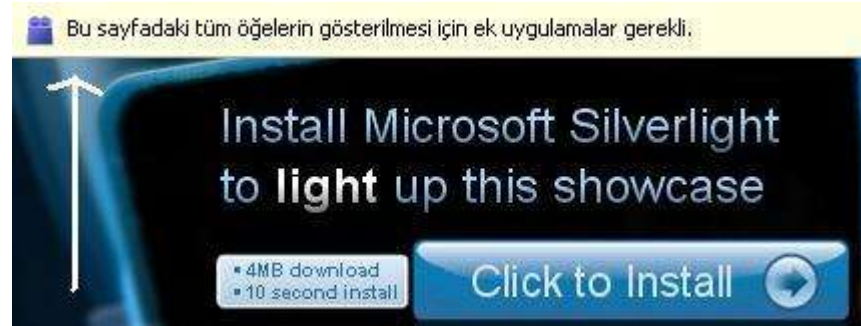 Bu sayfadaki tüm öğelerin gösterilmesi için ek uygulamalar gerekli.
Install Microsoft Silverlight
to light up this showcase
▪ 4MB download
▪ 10 second install
Click to Install